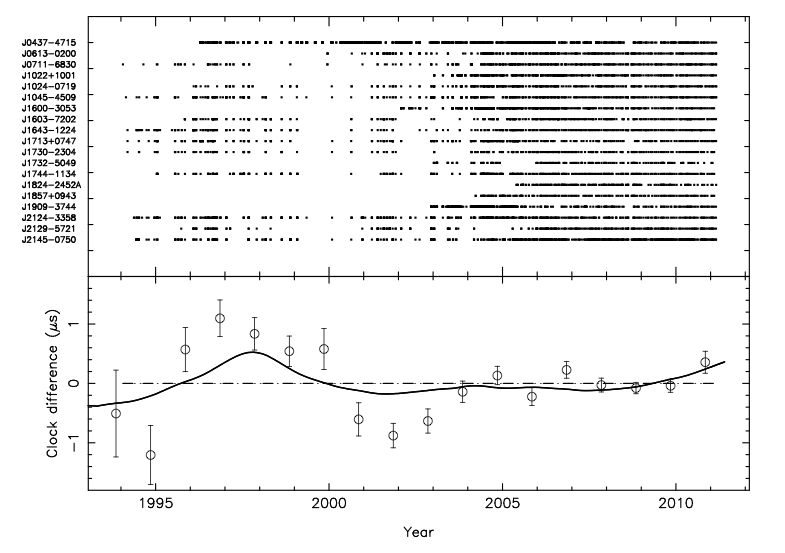 J0437−4715
J0613−0200
J0711−6830
J1022+1001
J1024−0719
J1045−4509
J1600−3053
J1603−7202
J1643−1224
J1713+0747
J1730−2304
J1732−5049
J1744−1134
J1824−2452A
J1857+0943
J1909−3744
J2124−3358
J2129−5721
J2145−0750
Clock difference (μs)
1
0
−1
1995 2000 2005 2010
Year